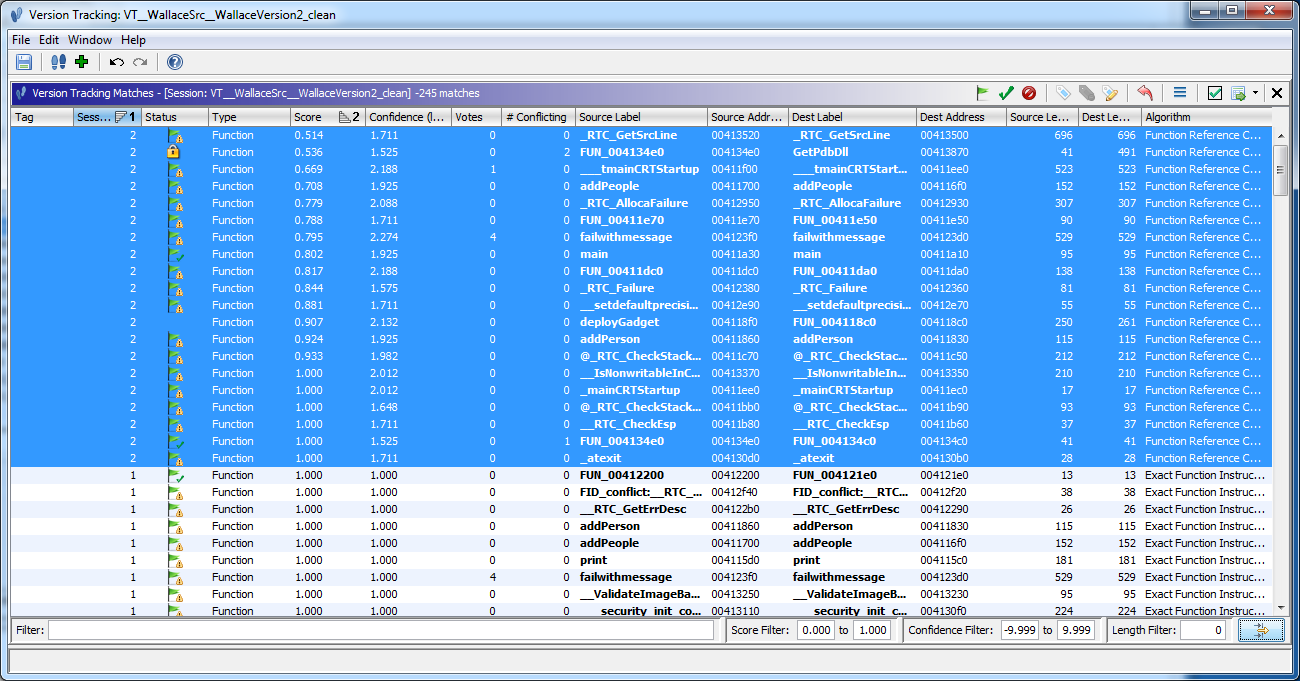 Version Tracking: VT__WallaceSrc__WallaceVersion2_clean
File Edit Window Help
Version Tracking Matches - [Session: VT__WallaceSrc__WallaceVersion2_clean] -245 matches
Tag Sess... 1 Status Type Score 2 Confidence (l... Votes # Conflicting Source Label Source Addr... Dest Label Dest Address Source Le... Dest Le... Algorithm
2 Function 0.514 1.711 0 0 _RTC_GetSrcLine 00413520 _RTC_GetSrcLine 00413500 696 696 Function Reference C...
2 Function 0.536 1.525 0 2 FUN_004134e0 004134e0 GetPdbDll 00413870 41 491 Function Reference C...
2 Function 0.669 2.188 1 0 ___tmainCRTStartup 00411f00 ___tmainCRTStart... 00411ee0 523 523 Function Reference C...
2 Function 0.708 1.925 0 0 addPeople 00411700 addPeople 004116f0 152 152 Function Reference C...
2 Function 0.779 2.088 0 0 _RTC_AllocaFailure 00412950 _RTC_AllocaFailure 00412930 307 307 Function Reference C...
2 Function 0.788 1.711 0 0 FUN_00411e70 00411e70 FUN_00411e50 00411e50 90 90 Function Reference C...
2 Function 0.795 2.274 4 0 failwithmessage 004123f0 failwithmessage 004123d0 529 529 Function Reference C...
2 Function 0.802 1.925 0 0 main 00411a30 main 00411a10 95 95 Function Reference C...
2 Function 0.817 2.188 0 0 FUN_00411dc0 00411dc0 FUN_00411da0 00411da0 138 138 Function Reference C...
2 Function 0.844 1.575 0 0 _RTC_Failure 00412380 _RTC_Failure 00412360 81 81 Function Reference C...
2 Function 0.881 1.711 0 0 __setdefaultprecisi... 00412e90 __setdefaultprecisi... 00412e70 55 55 Function Reference C...
2 Function 0.907 2.132 0 0 deployGadget 004118f0 FUN_004118c0 004118c0 250 261 Function Reference C...
2 Function 0.924 1.925 0 0 addPerson 00411860 addPerson 00411830 115 115 Function Reference C...
2 Function 0.933 1.982 0 0 @_RTC_CheckStack... 00411c70 @_RTC_CheckStac... 00411c50 212 212 Function Reference C...
2 Function 1.000 2.012 0 0 __IsNonwritableInC... 00413370 __IsNonwritableIn... 00413350 210 210 Function Reference C...
2 Function 1.000 2.012 0 0 _mainCRTStartup 00411ee0 _mainCRTStartup 00411ec0 17 17 Function Reference C...
2 Function 1.000 1.648 0 0 @_RTC_CheckStack... 00411bb0 @_RTC_CheckStac... 00411b90 93 93 Function Reference C...
2 Function 1.000 1.711 0 0 __RTC_CheckEsp 00411b80 __RTC_CheckEsp 00411b60 37 37 Function Reference C...
2 Function 1.000 1.525 0 1 FUN_004134e0 004134e0 FUN_004134c0 004134c0 41 41 Function Reference C...
2 Function 1.000 1.711 0 0 _atexit 004130d0 _atexit 004130b0 28 28 Function Reference C...
1 Function 1.000 1.000 0 0 FUN_00412200 00412200 FUN_004121e0 004121e0 13 13 Exact Function Instruc...
1 Function 1.000 1.000 0 0 FID_conflict:__RTC_... 00412f40 FID_conflict:__RTC... 00412f20 38 38 Exact Function Instruc...
1 Function 1.000 1.000 0 0 __RTC_GetErrDesc 004122b0 __RTC_GetErrDesc 00412290 26 26 Exact Function Instruc...
1 Function 1.000 1.000 0 0 addPerson 00411860 addPerson 00411830 115 115 Exact Function Instruc...
1 Function 1.000 1.000 0 0 addPeople 00411700 addPeople 004116f0 152 152 Exact Function Instruc...
1 Function 1.000 1.000 0 0 print 004115d0 print 004115c0 181 181 Exact Function Instruc...
1 Function 1.000 1.000 4 0 failwithmessage 004123f0 failwithmessage 004123d0 529 529 Exact Function Instruc...
1 Function 1.000 1.000 0 0 __ValidateImageBa... 00413250 __ValidateImageB... 00413230 95 95 Exact Function Instruc...
1 Function 1.000 1.000 0 0 ___security_init_co... 00413110 ___security_init_c... 004130f0 224 224 Exact Function Instruc...
Filter: Score Filter: 0.000 to 1.000 Confidence Filter: -9.999 to 9.999 Length Filter: 0